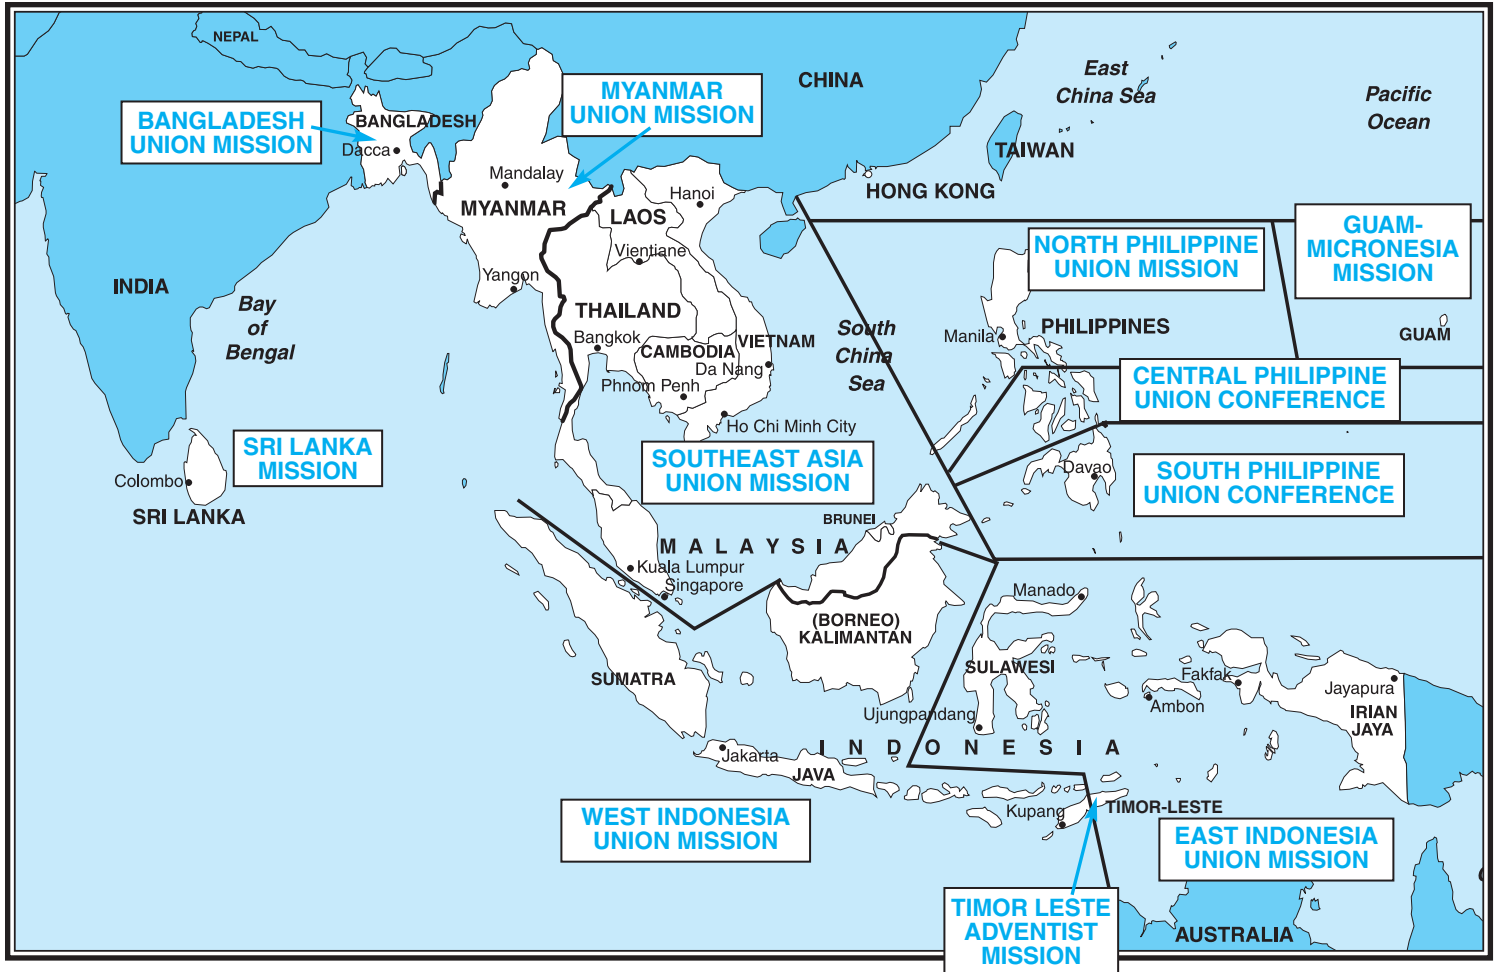 NEPAL
CHINA
East
China Sea
Pacific
Ocean
MYANMAR
UNION MISSION
BANGLADESH
UNION MISSION
BANGLADESH
Dacca
TAIWAN
HONG KONG
Mandalay
Hanoi
MYANMAR
LAOS
GUAM-
MICRONESIA
MISSION
NORTH PHILIPPINE
UNION MISSION
Vientiane
Yangon
INDIA
Bay
of
Bengal
THAILAND
Bangkok
CAMBODIA
VIETNAM
Da Nang
Phnom Penh
Ho Chi Minh City
South
China
Sea
Manila
PHILIPPINES
GUAM
CENTRAL PHILIPPINE
UNION CONFERENCE
SRI LANKA
MISSION
Colombo
SRI LANKA
SOUTHEAST ASIA
UNION MISSION
Davao
SOUTH PHILIPPINE
UNION CONFERENCE
BRUNEI
MALAYSIA
Kuala Lumpur
Singapore
Manado
(BORNEO)
KALIMANTAN
SUMATRA
SULAWESI
Fakfak
Jayapura
Ambon
IRIAN
JAYA
Ujungpandang
INDONESIA
Jakarta
JAVA
Kupang
TIMOR-LESTE
WEST INDONESIA
UNION MISSION
EAST INDONESIA
UNION MISSION
TIMOR LESTE
ADVENTIST
MISSION
AUSTRALIA